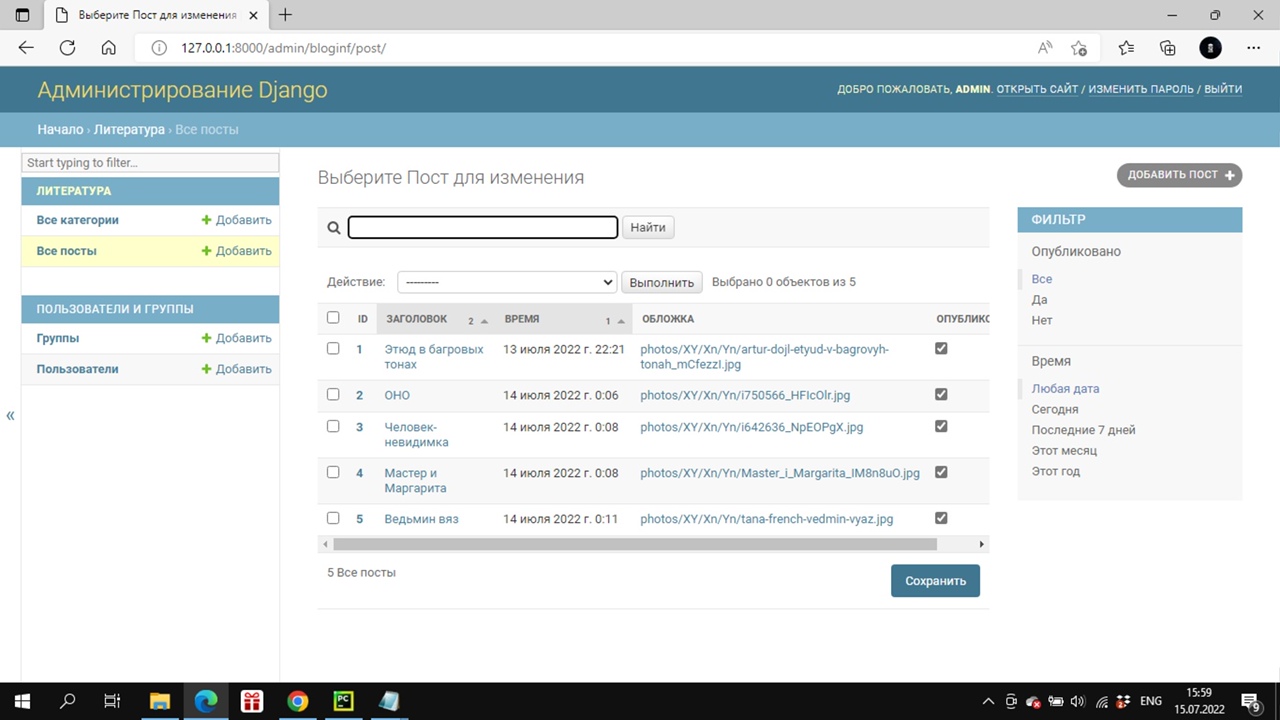 Выберите Пост для изменения
127.0.0.1:8000/admin/bloginf/post/
Администрирование Django
ДОБРО ПОЖАЛОВАТЬ, ADMIN. ОТКРЫТЬ САЙТ / ИЗМЕНИТЬ ПАРОЛЬ / ВЫЙТИ
Начало › Литература › Все посты
Start typing to filter...
ЛИТЕРАТУРА
Все категории + Добавить
Все посты + Добавить
ПОЛЬЗОВАТЕЛИ И ГРУППЫ
Группы + Добавить
Пользователи + Добавить
«
Выберите Пост для изменения
ДОБАВИТЬ ПОСТ +
Найти
Действие: --------- Выполнить Выбрано 0 объектов из 5
ID ЗАГОЛОВОК 2 ВРЕМЯ 1 ОБЛОЖКА ОПУБЛИКО
1 Этюд в багровых 13 июля 2022 г. 22:21 photos/XY/Xn/Yn/artur-dojl-etyud-v-bagrovyh-
тонах tonah_mCfezzI.jpg
2 ОНО 14 июля 2022 г. 0:06 photos/XY/Xn/Yn/i750566_HFIcOlr.jpg
3 Человек- 14 июля 2022 г. 0:08 photos/XY/Xn/Yn/i642636_NpEOPgX.jpg
невидимка
4 Мастер и 14 июля 2022 г. 0:08 photos/XY/Xn/Yn/Master_i_Margarita_IM8n8uO.jpg
Маргарита
5 Ведьмин вяз 14 июля 2022 г. 0:11 photos/XY/Xn/Yn/tana-french-vedmin-vyaz.jpg
5 Все посты
Сохранить
ФИЛЬТР
Опубликовано
Все
Да
Нет
Время
Любая дата
Сегодня
Последние 7 дней
Этот месяц
Этот год
PC
ENG
15:59
15.07.2022
9